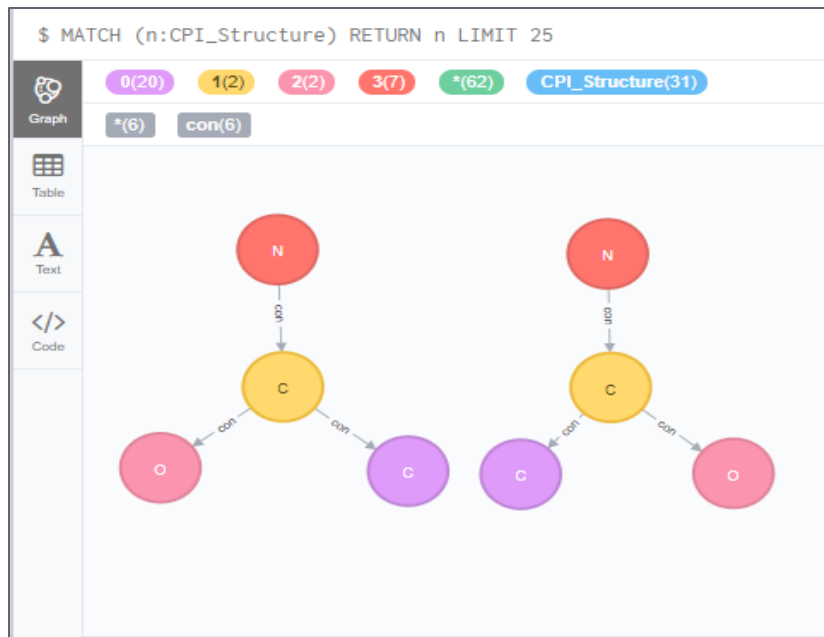 $ MATCH (n:CPI_Structure) RETURN n LIMIT 25
0(20) 1(2) 2(2) 3(7) *(62) CPI_Structure(31)
Graph
*(6) con(6)
Table
A
Text
</>
Code
N N
con con
C C
con con con con
O C C O